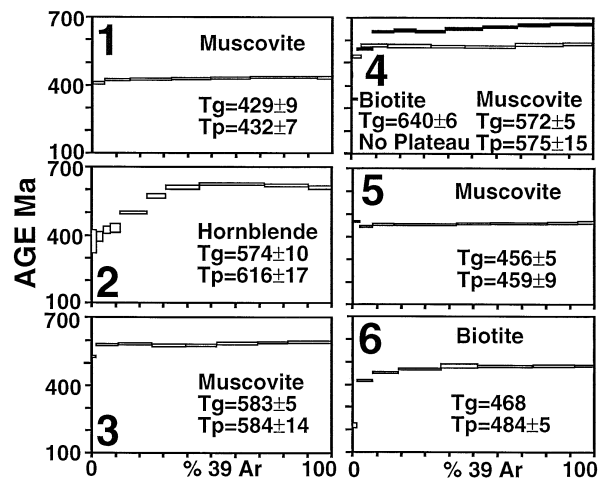 700
400
100
1
Muscovite
Tg=429±9
Tp=432±7
4
Biotite Muscovite
Tg=640±6 Tg=572±5
No Plateau Tp=575±15
AGE Ma
700
400
100
2
Hornblende
Tg=574±10
Tp=616±17
5
Muscovite
Tg=456±5
Tp=459±9
700
400
100
3
Muscovite
Tg=583±5
Tp=584±14
6
Biotite
Tg=468
Tp=484±5
0 % 39 Ar 100
0 % 39 Ar 100